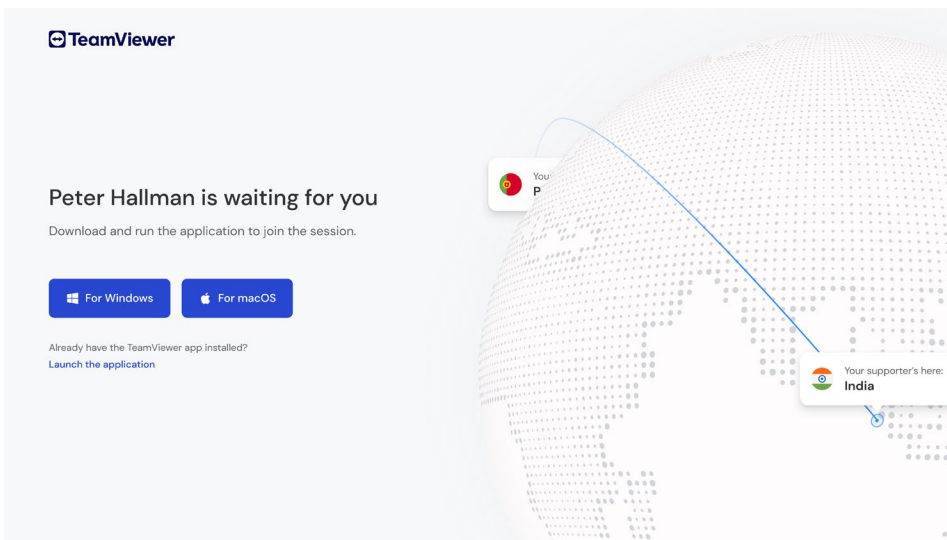 TeamViewer
Peter Hallman is waiting for you
Download and run the application to join the session.
For Windows
For macOS
Already have the TeamViewer app installed?
Launch the application
Your supporter's here:
India